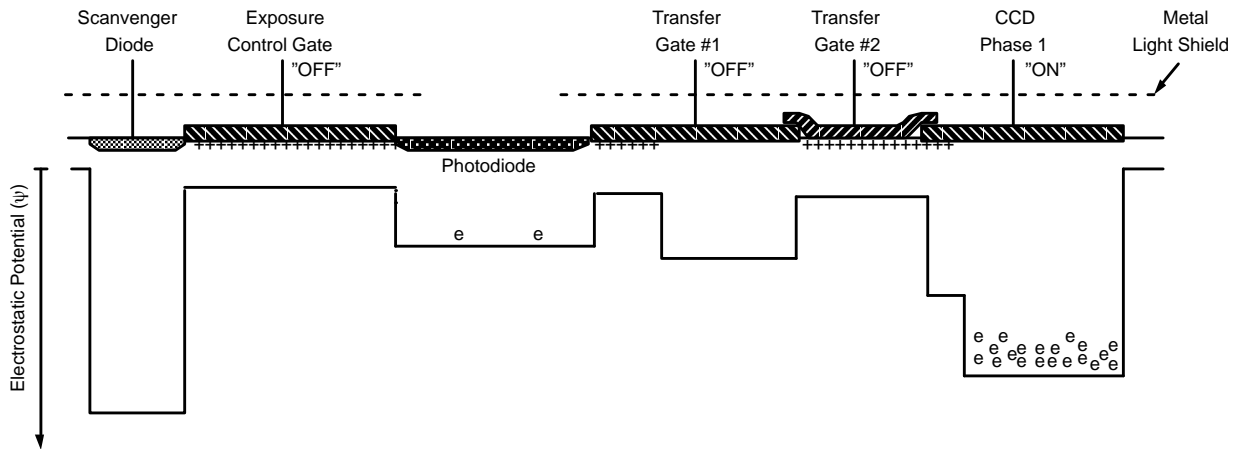 Scanvenger
Diode
Exposure
Control Gate
"OFF"
Transfer
Gate #1
"OFF"
Transfer
Gate #2
"OFF"
CCD
Phase 1
"ON"
Metal
Light Shield
Photodiode
Electrostatic Potential (ψ)
e e
e e e e e e e e e e e e e e e e e e e